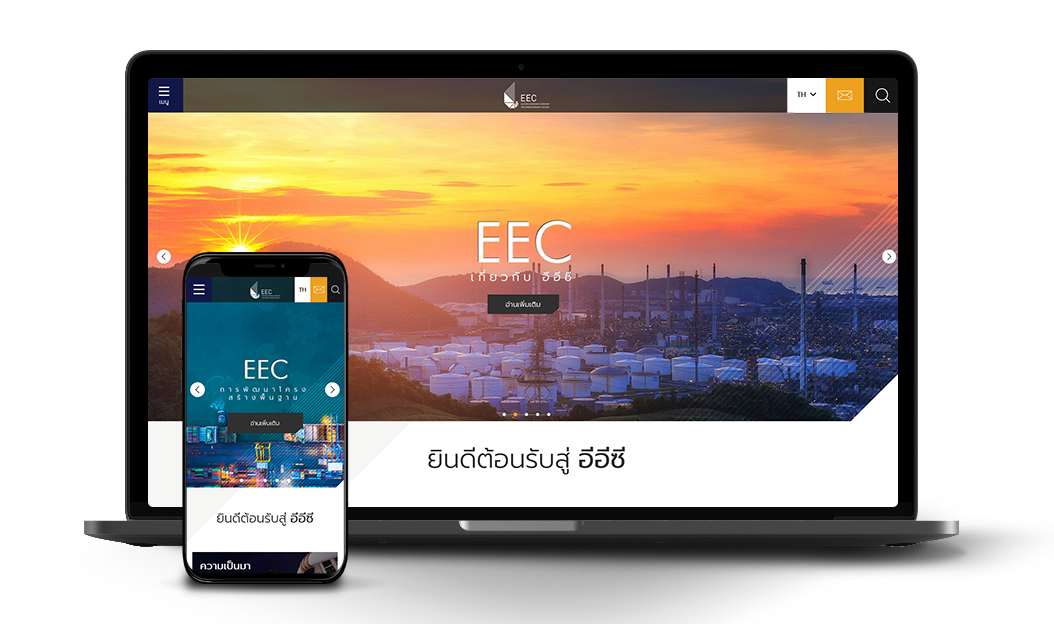 เมนู
EEC
TH
EEC
เกี่ยวกับ อีอีซี
อ่านเพิ่มเติม
ยินดีต้อนรับสู่ อีอีซี
EEC
TH
EEC
การพัฒนาโครง
สร้างพื้นฐาน
อ่านเพิ่มเติม
ยินดีต้อนรับสู่ อีอีซี
ความเป็นมา